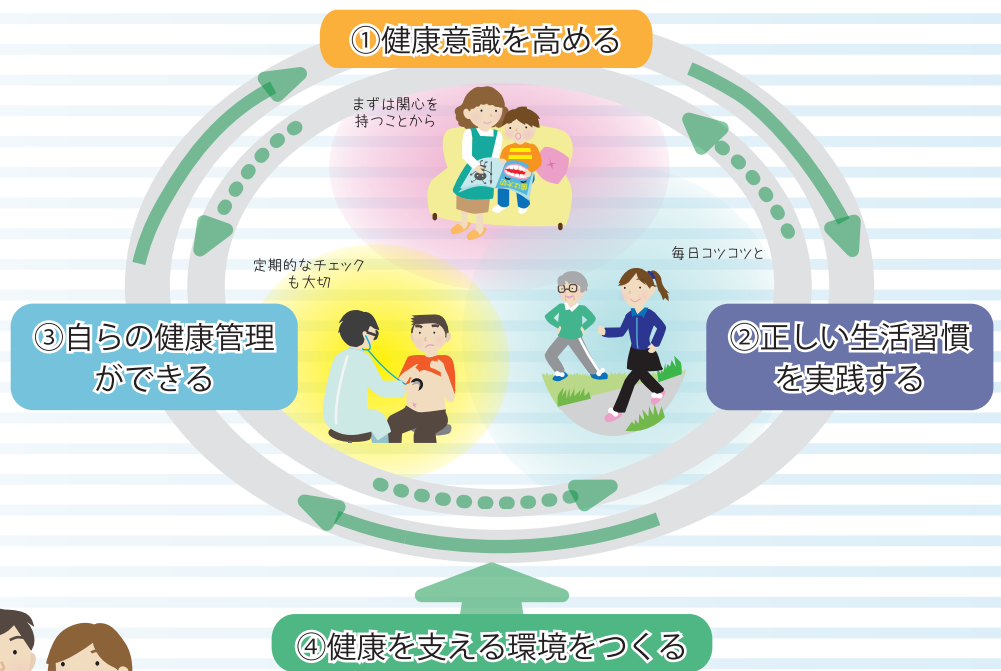 ①健康意識を高める
まずは関心を
持つことから
毎日コツコツと
定期的なチェック
も大切
③自らの健康管理
ができる
②正しい生活習慣
を実践する
④健康を支える環境をつくる